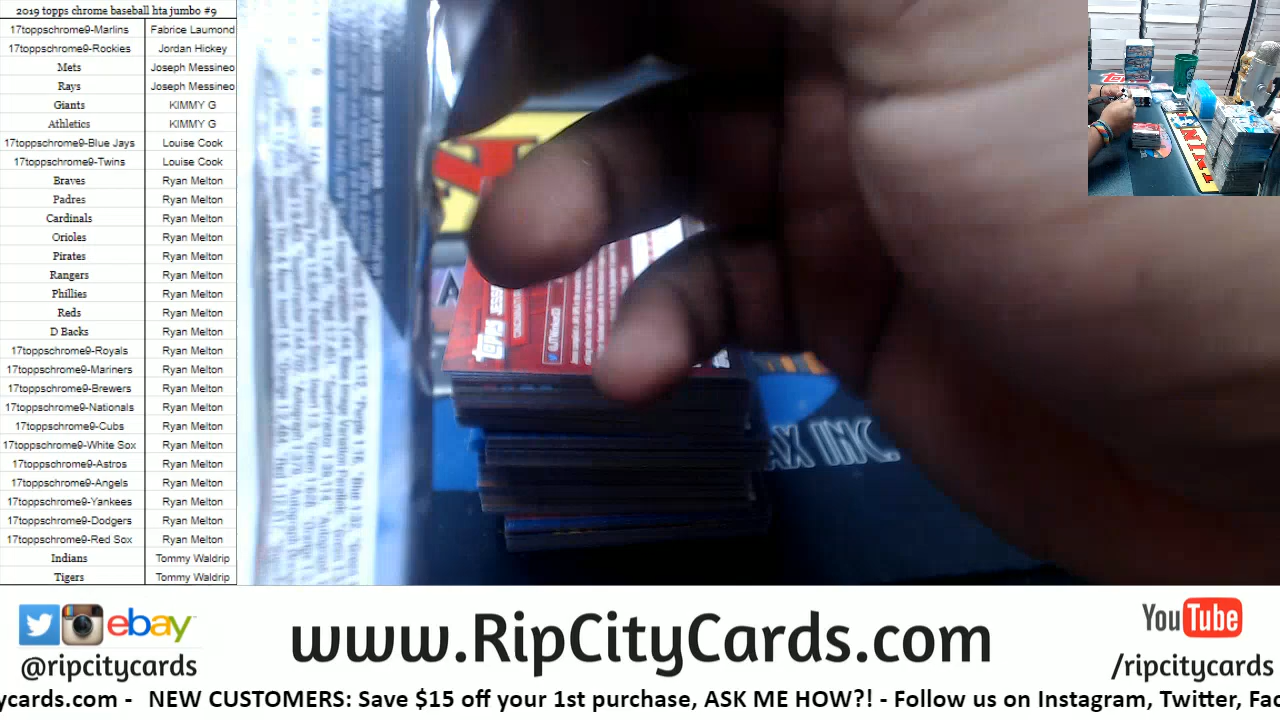 2019 topps chrome baseball hta jumbo #9
17toppschrome9-Marlins Fabrice Laumond
17toppschrome9-Rockies Jordan Hickey
Mets Joseph Messineo
Rays Joseph Messineo
Giants KIMMY G
Athletics KIMMY G
17toppschrome9-Blue Jays Louise Cook
17toppschrome9-Twins Louise Cook
Braves Ryan Melton
Padres Ryan Melton
Cardinals Ryan Melton
Orioles Ryan Melton
Pirates Ryan Melton
Rangers Ryan Melton
Phillies Ryan Melton
Reds Ryan Melton
D Backs Ryan Melton
17toppschrome9-Royals Ryan Melton
17toppschrome9-Mariners Ryan Melton
17toppschrome9-Brewers Ryan Melton
17toppschrome9-Nationals Ryan Melton
17toppschrome9-Cubs Ryan Melton
17toppschrome9-White Sox Ryan Melton
17toppschrome9-Astros Ryan Melton
17toppschrome9-Angels Ryan Melton
17toppschrome9-Yankees Ryan Melton
17toppschrome9-Dodgers Ryan Melton
17toppschrome9-Red Sox Ryan Melton
Indians Tommy Waldrip
Tigers Tommy Waldrip
topps
INC.
ebay
@ripcitycards
www.RipCityCards.com
YouTube
/ripcitycards
ycards.com - NEW CUSTOMERS: Save $15 off your 1st purchase, ASK ME HOW?! - Follow us on Instagram, Twitter, Fac